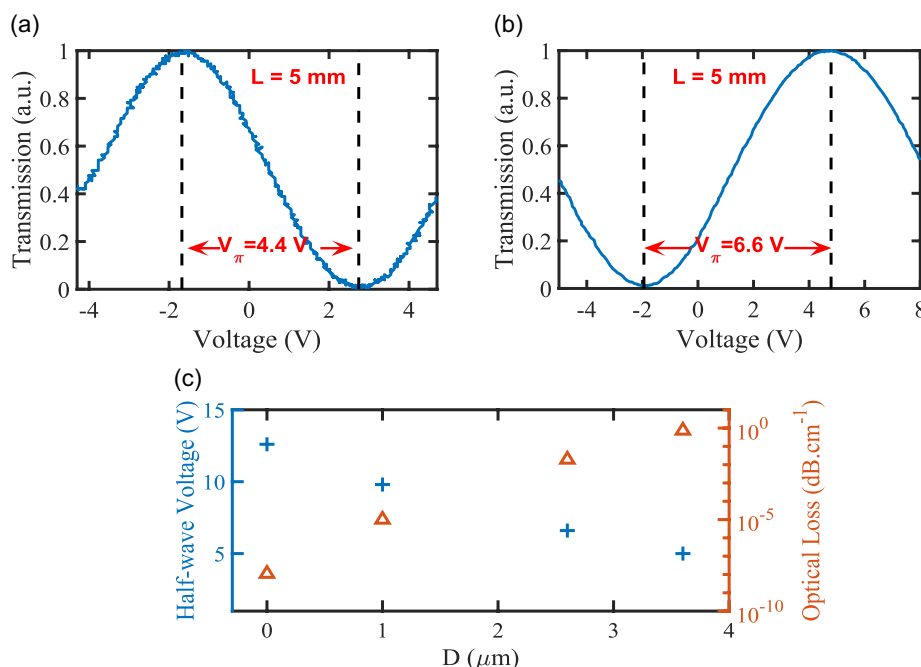 (a)
1
0.8
0.6
0.4
0.2
0
Transmission (a.u.)
L = 5 mm
V π =4.4 V
-4 -2 0 2 4
Voltage (V)
(b)
1
0.8
0.6
0.4
0.2
0
Transmission (a.u.)
L = 5 mm
V π =6.6 V
-4 -2 0 2 4 6 8
Voltage (V)
(c)
15
10
5
Half-wave Voltage (V)
10^0
10^-5
10^-10
Optical Loss (dB.cm^-1)
0 1 2 3 4
D (μm)